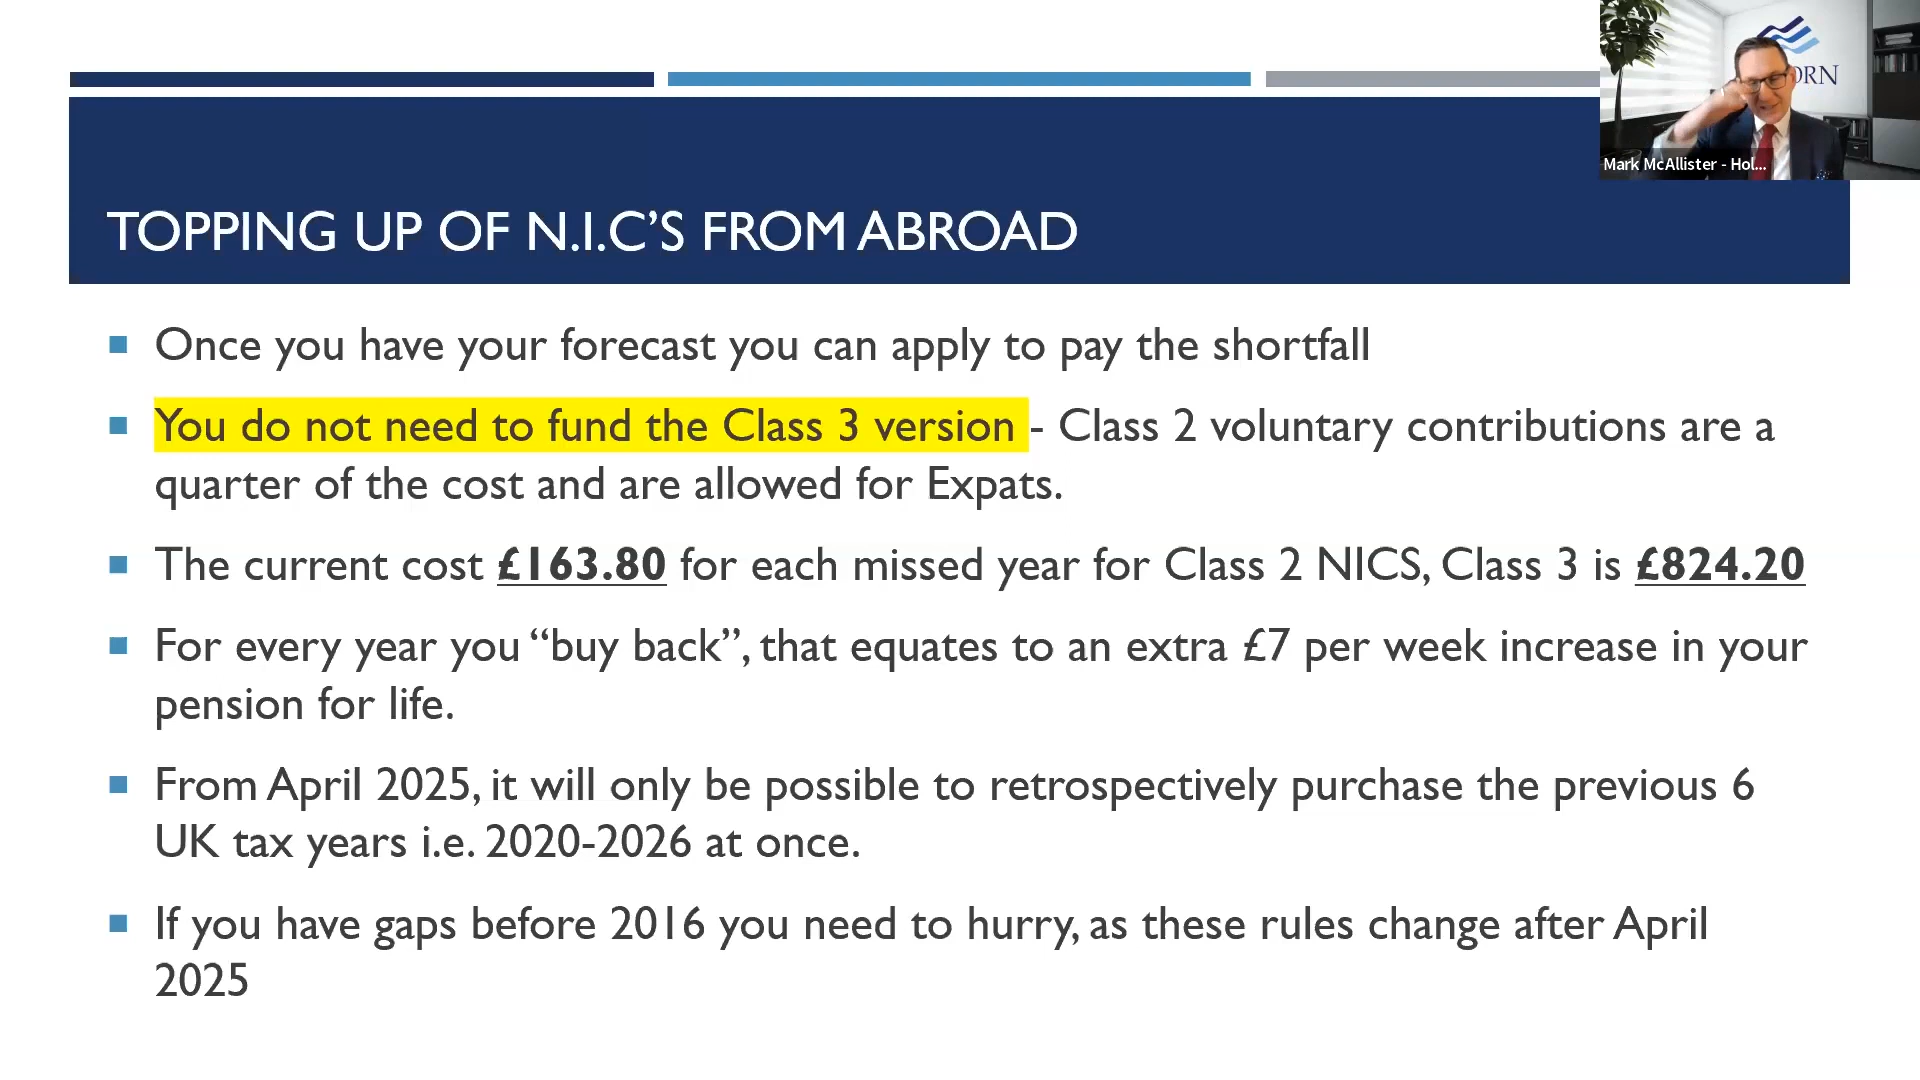 ORN
Mark McAllister - Hol...
TOPPING UP OF N.I.C’S FROM ABROAD
Once you have your forecast you can apply to pay the shortfall
You do not need to fund the Class 3 version - Class 2 voluntary contributions are a
quarter of the cost and are allowed for Expats.
The current cost £163.80 for each missed year for Class 2 NICS, Class 3 is £824.20
For every year you “buy back”, that equates to an extra £7 per week increase in your
pension for life.
From April 2025, it will only be possible to retrospectively purchase the previous 6
UK tax years i.e. 2020-2026 at once.
If you have gaps before 2016 you need to hurry, as these rules change after April
2025